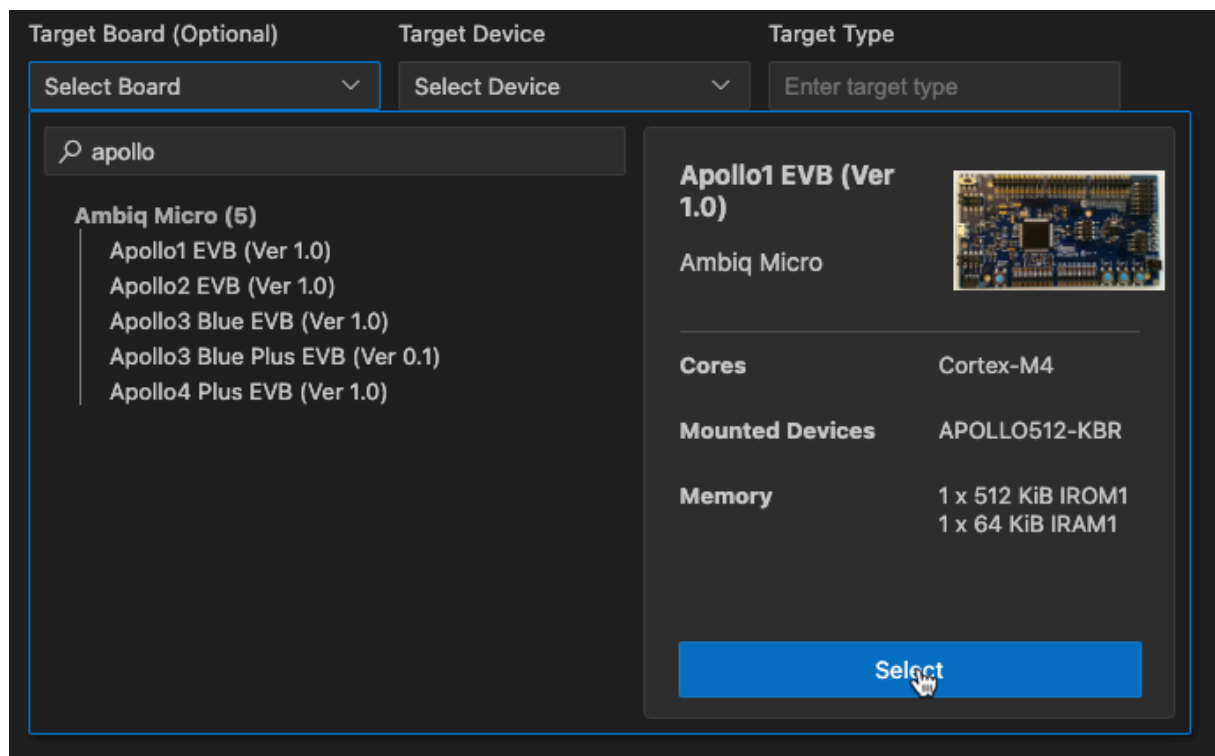 Target Board (Optional)
Target Device
Target Type
Select Board
Select Device
Enter target type
apollo
Ambiq Micro (5)
Apollo1 EVB (Ver 1.0)
Apollo2 EVB (Ver 1.0)
Apollo3 Blue EVB (Ver 1.0)
Apollo3 Blue Plus EVB (Ver 0.1)
Apollo4 Plus EVB (Ver 1.0)
Apollo1 EVB (Ver
1.0)
Ambiq Micro
Cores
Cortex-M4
Mounted Devices
APOLLO512-KBR
Memory
1 x 512 KiB IROM1
1 x 64 KiB IRAM1
Select